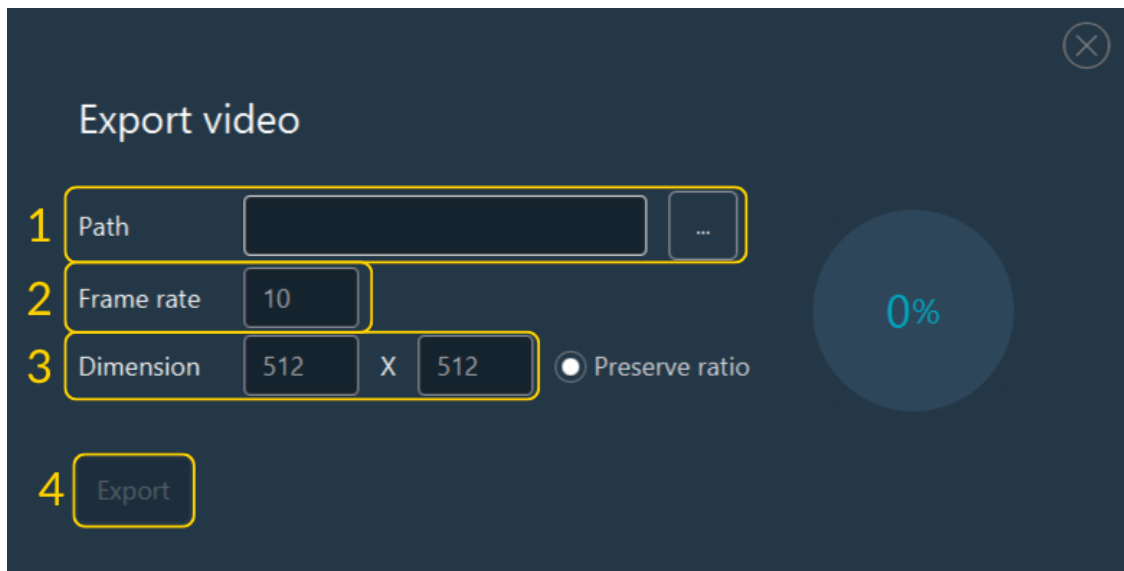 Export video
1 Path ...
2 Frame rate 10
0%
3 Dimension 512 X 512 Preserve ratio
4 Export